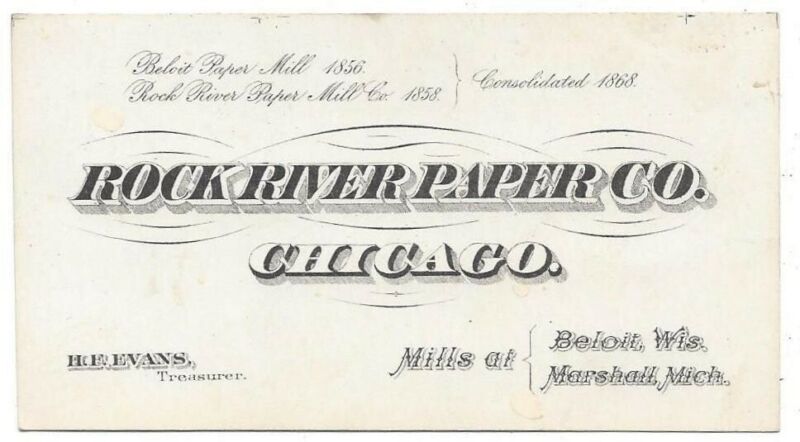 Beloit Paper Mill 1856.
Rock River Paper Mill Co. 1858.
Consolidated 1868.
ROCK RIVER PAPER CO.
CHICAGO.
H.F. EVANS,
Treasurer.
Mills at
Beloit, Wis.
Marshall, Mich.